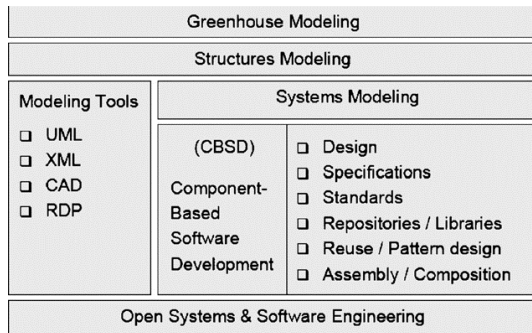 Greenhouse Modeling
Structures Modeling
Modeling Tools
❑ UML
❑ XML
❑ CAD
❑ RDP
Systems Modeling
(CBSD)
Component-
Based
Software
Development
❑ Design
❑ Specifications
❑ Standards
❑ Repositories / Libraries
❑ Reuse / Pattern design
❑ Assembly / Composition
Open Systems & Software Engineering